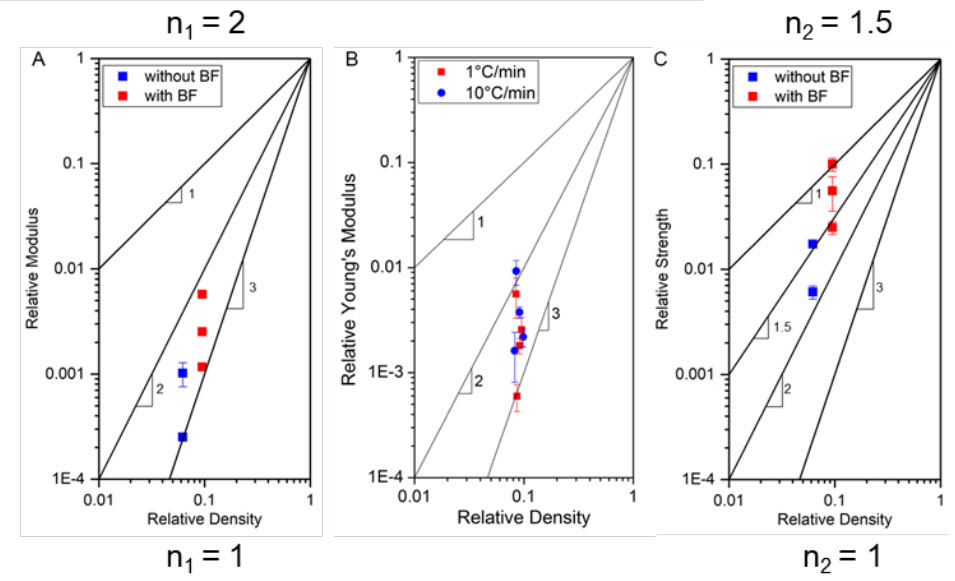 n₁ = 2
n₂ = 1.5
A
without BF
with BF
1
0.1
0.01
0.001
1E-4
0.01
0.1
1
Relative Modulus
Relative Density
1
2
3
B
1°C/min
10°C/min
1
0.1
0.01
1E-3
1E-4
0.01
0.1
1
Relative Young's Modulus
Relative Density
1
2
3
C
without BF
with BF
1
0.1
0.01
0.001
1E-4
0.01
0.1
1
Relative Strength
Relative Density
1
1.5
2
3
n₁ = 1
n₂ = 1